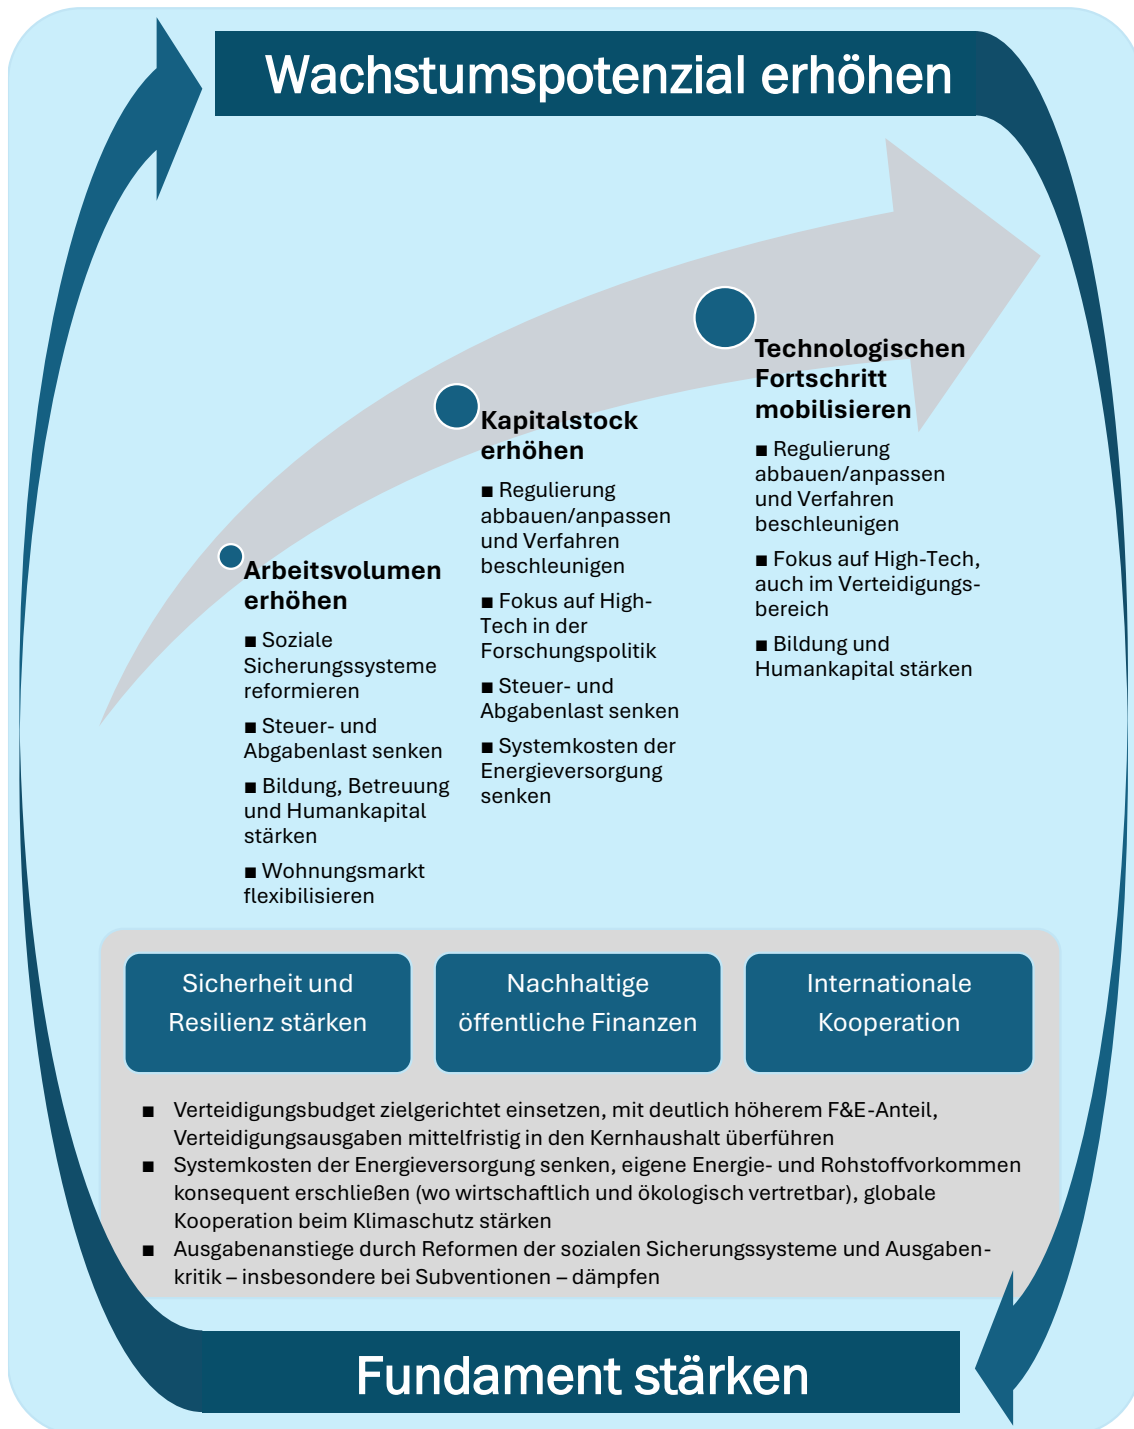 Wachstumspotenzial erhöhen
Arbeitsvolumen
erhöhen
■ Soziale
Sicherungssysteme
reformieren
■ Steuer- und
Abgabenlast senken
■ Bildung, Betreuung
und Humankapital
stärken
■ Wohnungsmarkt
flexibilisieren
Kapitalstock
erhöhen
■ Regulierung
abbauen/anpassen
und Verfahren
beschleunigen
■ Fokus auf High-
Tech in der
Forschungspolitik
■ Steuer- und
Abgabenlast senken
■ Systemkosten der
Energieversorgung
senken
Technologischen
Fortschritt
mobilisieren
■ Regulierung
abbauen/anpassen
und Verfahren
beschleunigen
■ Fokus auf High-Tech,
auch im Verteidigungs-
bereich
■ Bildung und
Humankapital stärken
Sicherheit und
Resilienz stärken
Nachhaltige
öffentliche Finanzen
Internationale
Kooperation
■ Verteidigungsbudget zielgerichtet einsetzen, mit deutlich höherem F&E-Anteil,
Verteidigungsausgaben mittelfristig in den Kernhaushalt überführen
■ Systemkosten der Energieversorgung senken, eigene Energie- und Rohstoffvorkommen
konsequent erschließen (wo wirtschaftlich und ökologisch vertretbar), globale
Kooperation beim Klimaschutz stärken
■ Ausgabenanstiege durch Reformen der sozialen Sicherungssysteme und Ausgaben-
kritik – insbesondere bei Subventionen – dämpfen
Fundament stärken